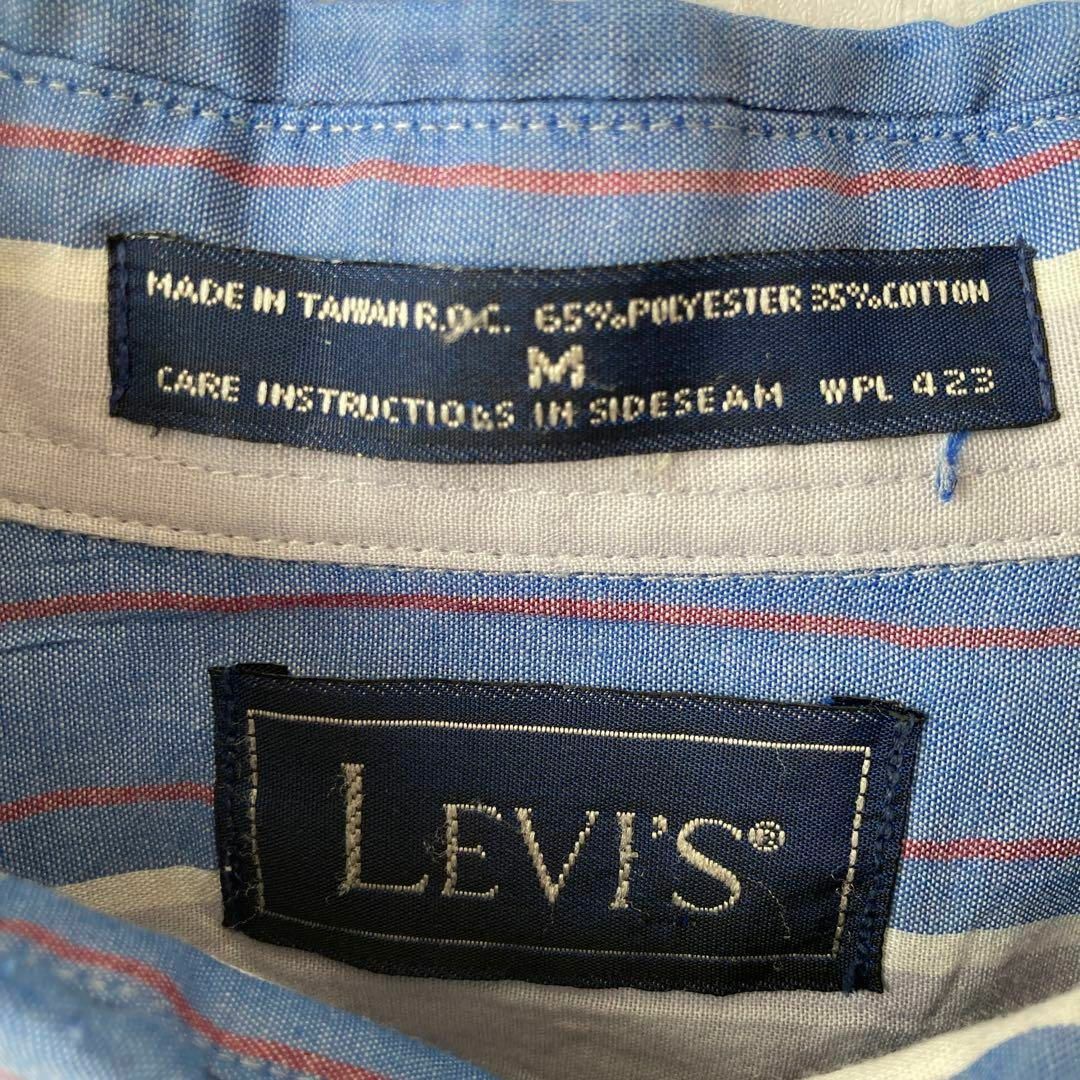 MADE IN TAIWAN R.O.C. 65% POLYESTER 35% COTTON
M
CARE INSTRUCTIONS IN SIDESEAM WPL 423
LEVI'S®